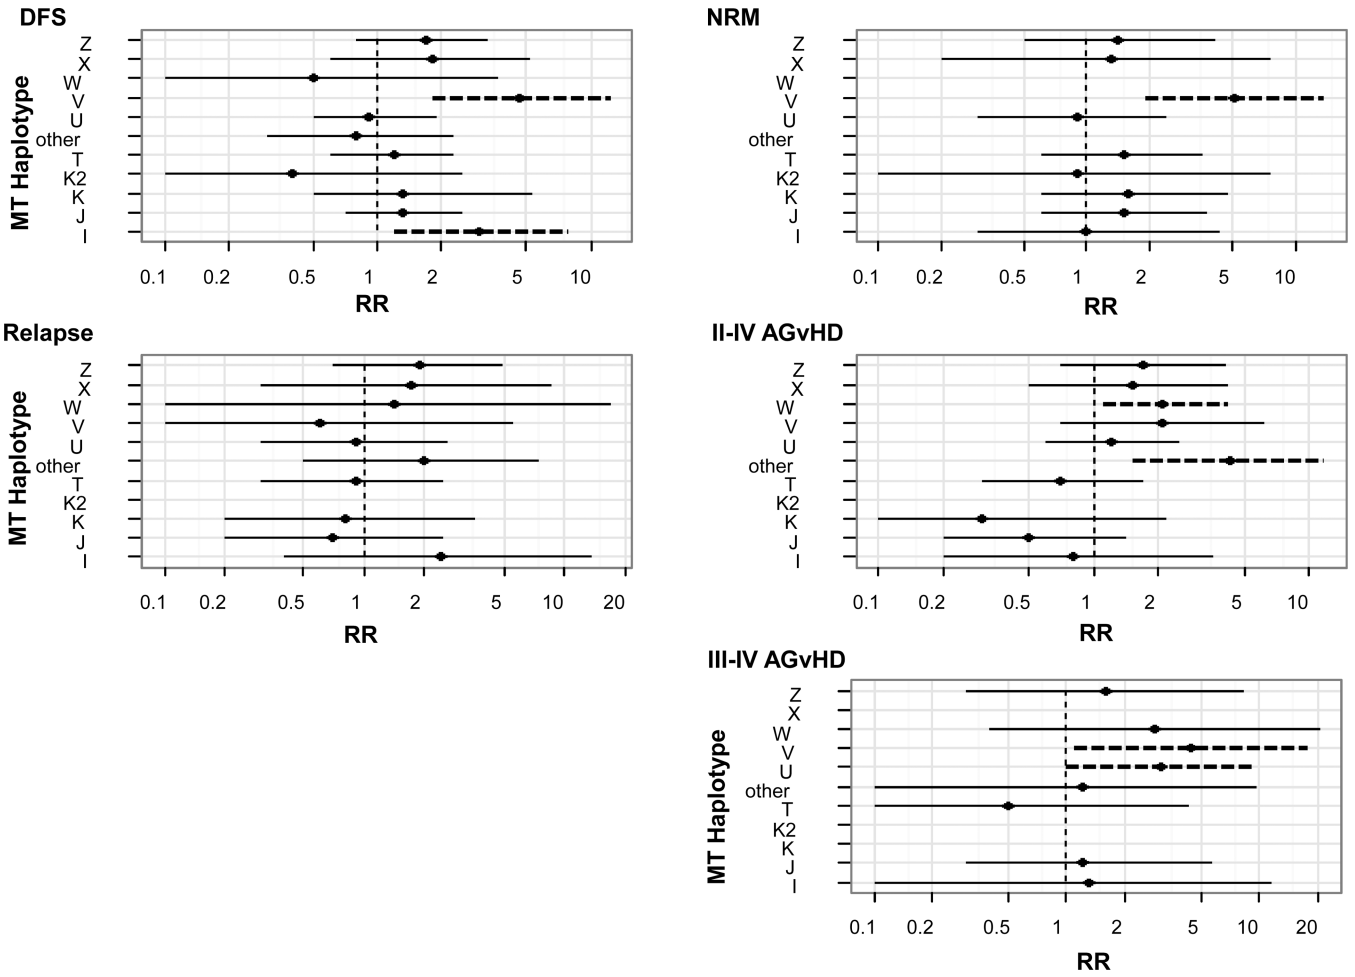 DFS
MT Haplotype
Z
X
W
V
U
other
T
K2
K
J
I
0.1 0.2 0.5 1 2 5 10
RR
NRM
Z
X
W
V
U
other
T
K2
K
J
I
0.1 0.2 0.5 1 2 5 10
RR
Relapse
MT Haplotype
Z
X
W
V
U
other
T
K2
K
J
I
0.1 0.2 0.5 1 2 5 10 20
RR
II-IV AGvHD
Z
X
W
V
U
other
T
K2
K
J
I
0.1 0.2 0.5 1 2 5 10
RR
III-IV AGvHD
MT Haplotype
Z
X
W
V
U
other
T
K2
K
J
I
0.1 0.2 0.5 1 2 5 10 20
RR